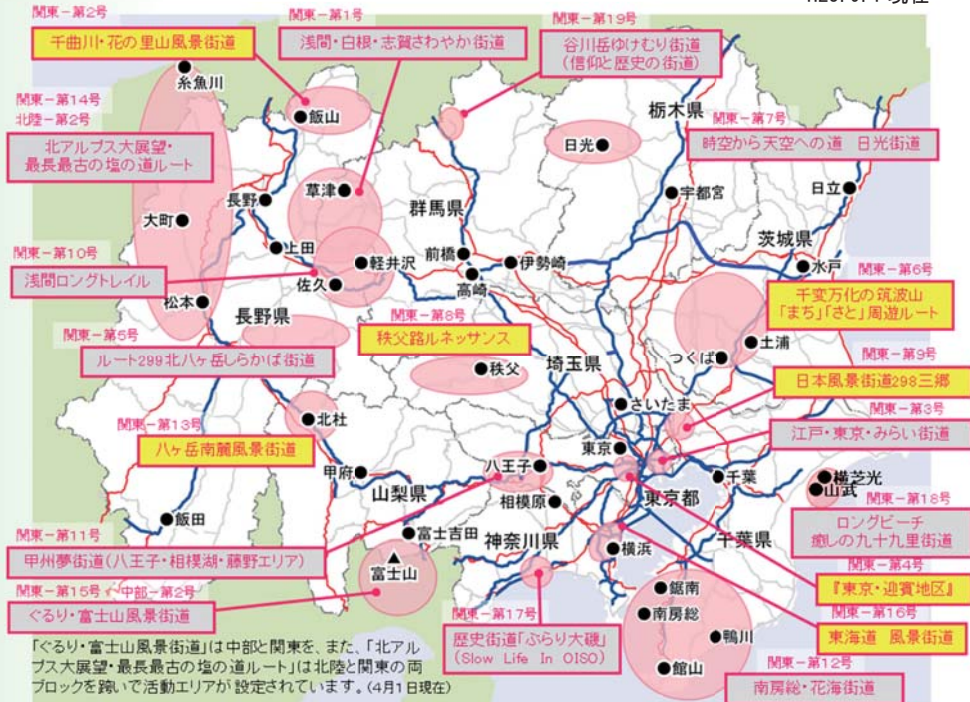 現在
関東－第2号
千曲川・花の里山風景街道
関東－第1号
浅間・白根・志賀さわやか街道
関東－第19号
谷川岳ゆけむり街道
(信仰と歴史の街道)
糸魚川
飯山
栃木県
関東－第7号
時空から天空への道 日光街道
日光
関東－第14号
北陸－第2号
北アルプス大展望・
最長最古の塩の道ルート
草津
長野
群馬県
宇都宮
日立
大町
上田
前橋
伊勢崎
茨城県
水戸
関東－第10号
浅間ロングトレイル
軽井沢
佐久
高崎
関東－第6号
千変万化の筑波山
「まち」「さと」周遊ルート
松本
長野県
関東－第8号
秩父路ルネッサンス
関東－第5号
ルート299北八ヶ岳しらかば街道
埼玉県
土浦
つくば
秩父
関東－第9号
日本風景街道298三郷
さいたま
北杜
関東－第13号
八ヶ岳南麓風景街道
関東－第3号
江戸・東京・みらい街道
東京
八王子
甲府
山梨県
相模原
東京都
千葉
横芝光
山武
関東－第18号
ロングビーチ
癒しの九十九里街道
飯田
関東－第11号
甲州夢街道(八王子・相模湖・藤野エリア)
富士吉田
神奈川県
横浜
千葉県
富士山
関東－第4号
『東京・迎賓地区』
関東－第15号 中部－第2号
ぐるり・富士山風景街道
鋸南
南房総
鴨川
館山
関東－第17号
歴史街道「ぶらり大磯」
(Slow Life In OISO)
関東－第16号
東海道 風景街道
関東－第12号
南房総・花海街道
「ぐるり・富士山風景街道」は中部と関東を、また、「北アル
プス大展望・最長最古の塩の道ルート」は北陸と関東の両
ブロックを跨いで活動エリアが設定されています。(4月1日現在)